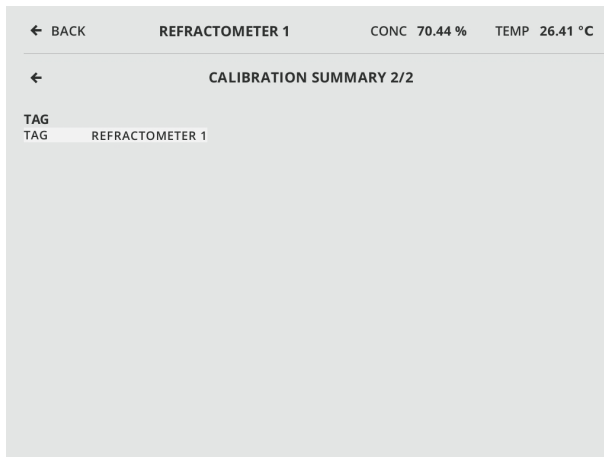 ← BACK REFRACTOMETER 1 CONC 70.44 % TEMP 26.41 °C
← CALIBRATION SUMMARY 2/2
TAG
TAG REFRACTOMETER 1